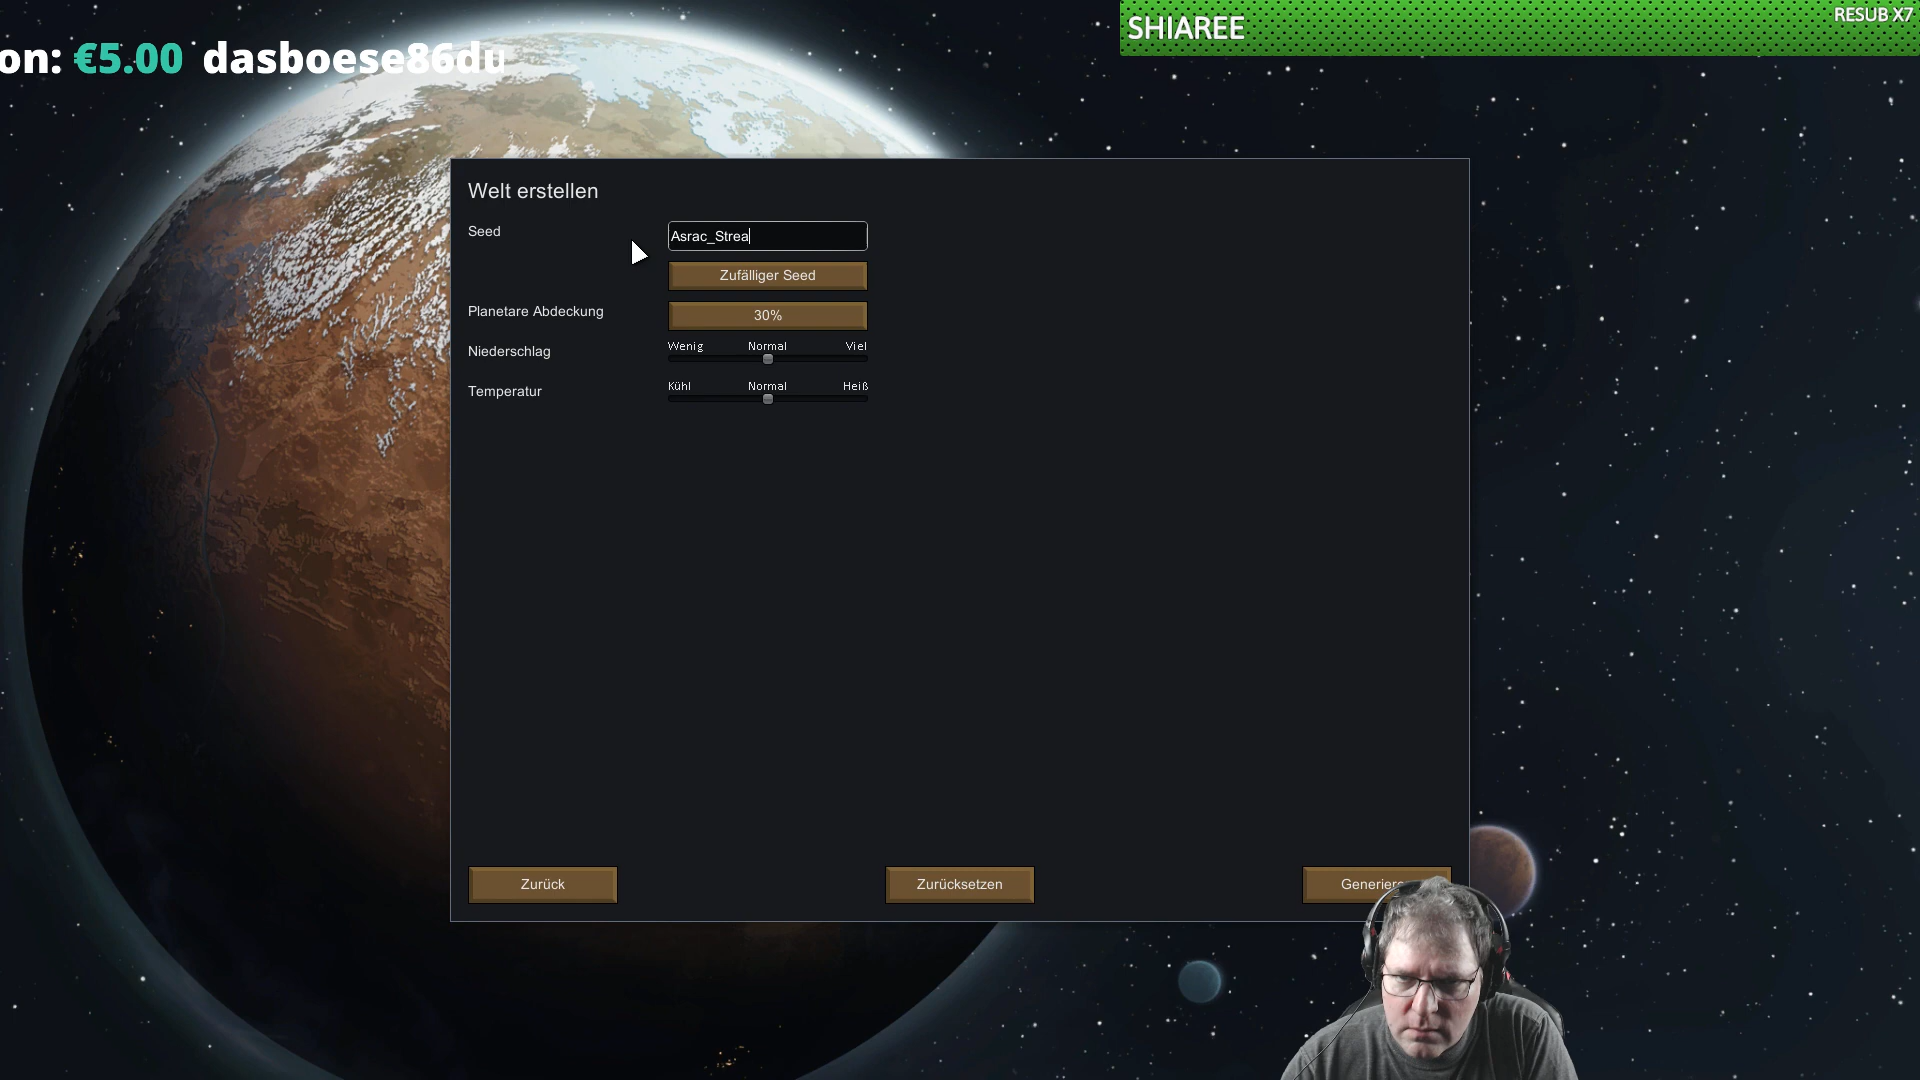 SHIAREE
RESUB X7
on: €5.00 dasboese86du
Welt erstellen
Seed
Asrac_Strea
Zufälliger Seed
Planetare Abdeckung
30%
Niederschlag
Wenig Normal Viel
Temperatur
Kühl Normal Heiß
Zurück
Zurücksetzen
Generiere